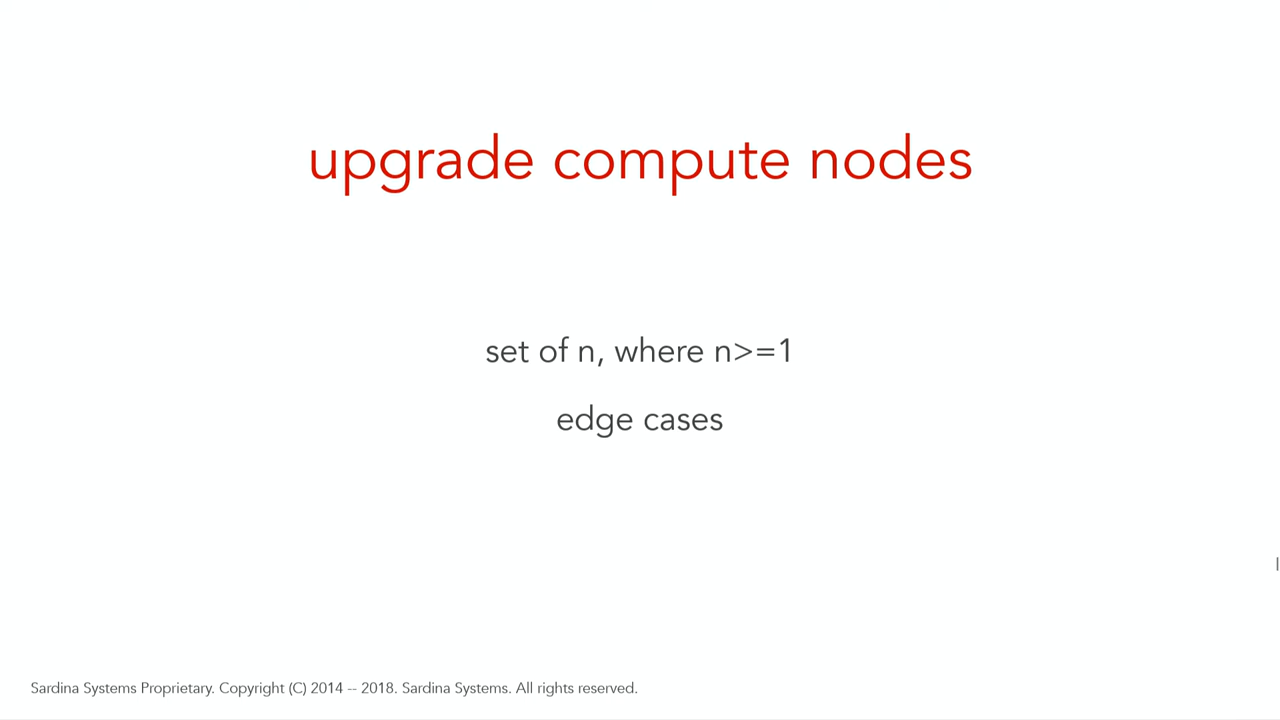 upgrade compute nodes
set of n, where n>=1
edge cases
Sardina Systems Proprietary. Copyright (C) 2014 -- 2018. Sardina Systems. All rights reserved.